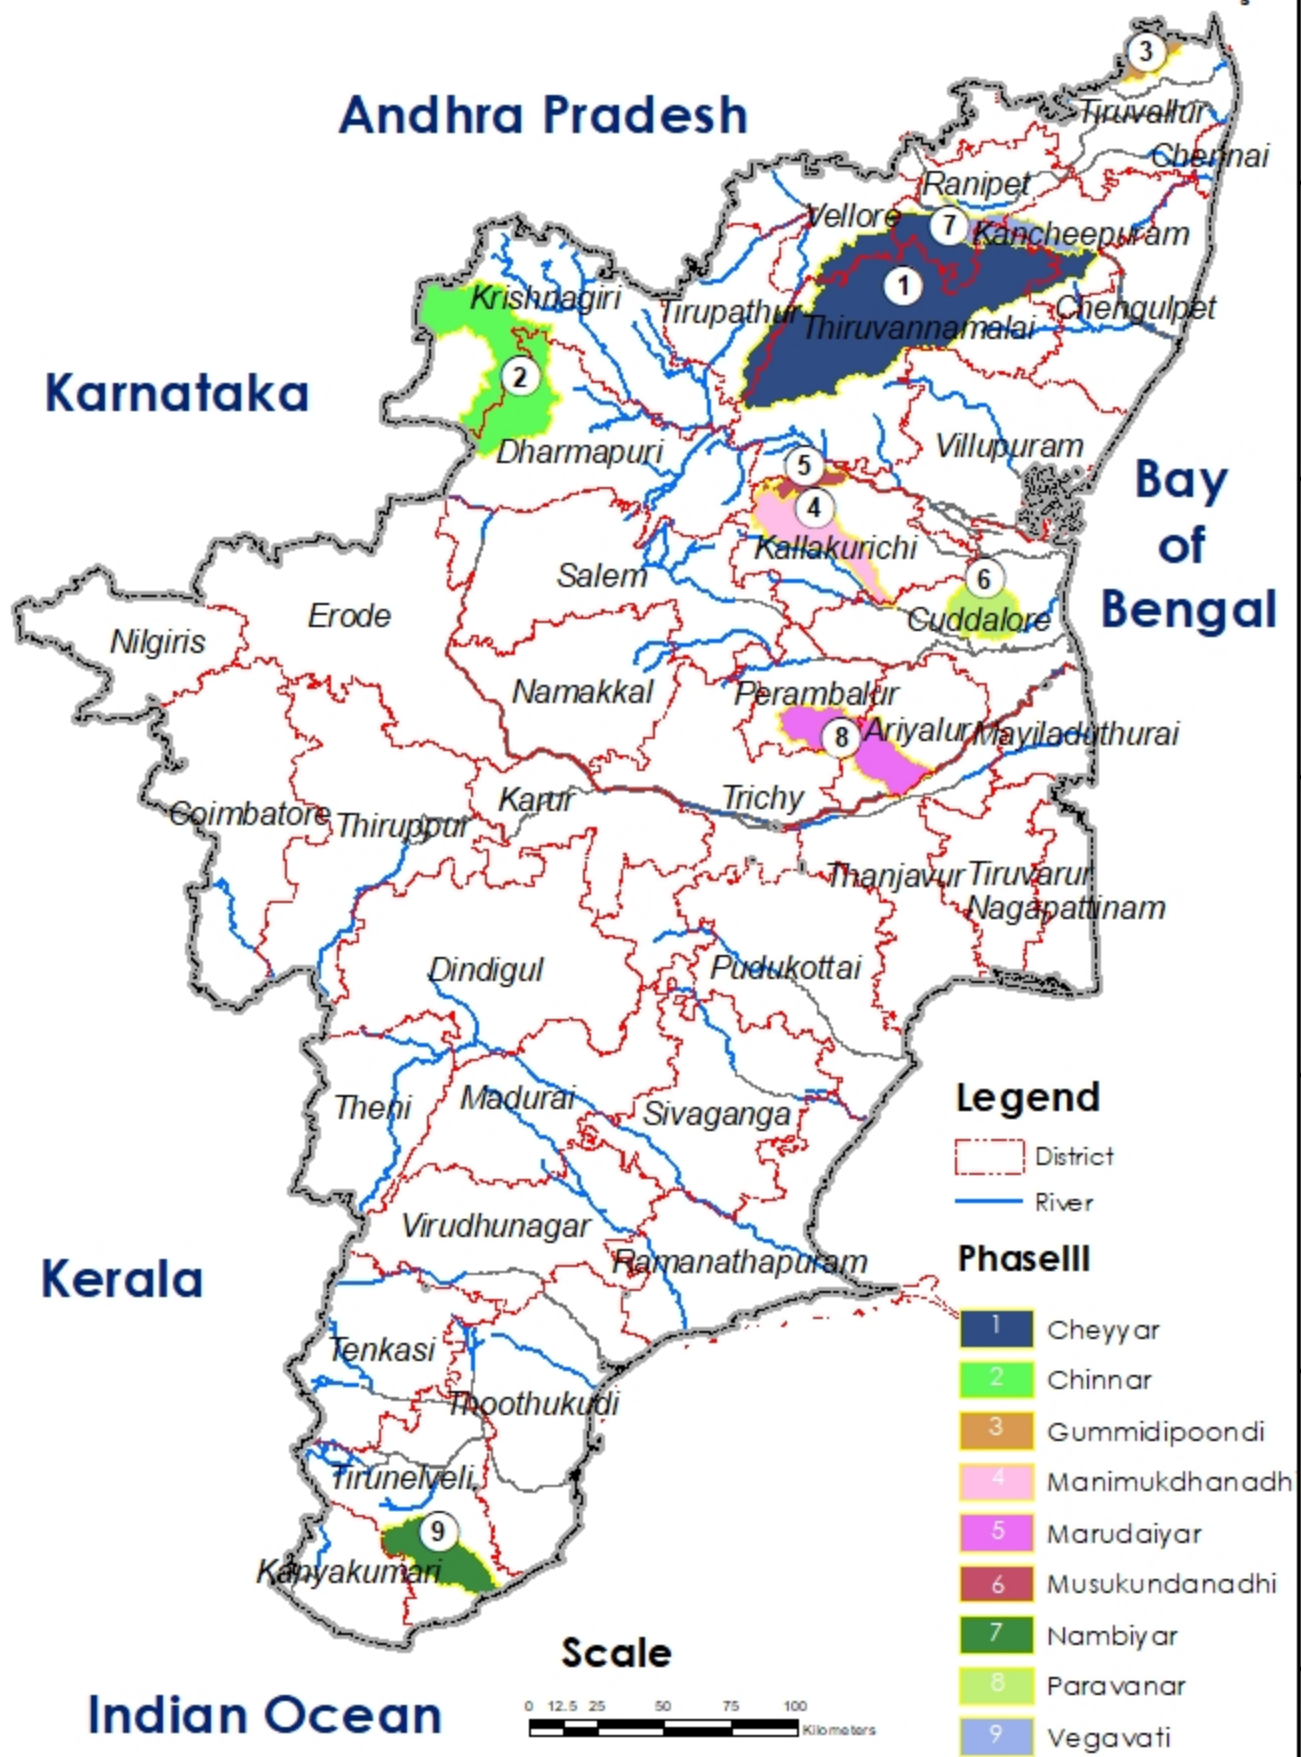 3
Andhra Pradesh
Tiruvallur
Chennai
Ranipet
Vellore
7
Kancheepuram
1
Krishnagiri
Tirupathur
Thiruvannamalai
Chengulpet
Karnataka
2
Dharmapuri
Villupuram
5
4
Bay
of
Bengal
Kallakurichi
Salem
6
Erode
Cuddalore
Nilgiris
Namakkal
Perambalur
8
Ariyalur
Mayiladuthurai
Coimbatore
Thiruppur
Karur
Trichy
Thanjavur
Tiruvarur
Nagapattinam
Dindigul
Pudukottai
Theni
Madurai
Sivaganga
Virudhunagar
Ramanathapuram
Kerala
Tenkasi
Thoothukudi
Tirunelveli
9
Kanyakumari
Indian Ocean
Scale
0 12.5 25 50 75 100
Kilometers
Legend
District
River
PhaseIII
1 Cheyyar
2 Chinnar
3 Gummidipoondi
4 Manimukdhanadh
5 Marudaiyar
6 Musukundanadhi
7 Nambiyar
8 Paravanar
9 Vegavati